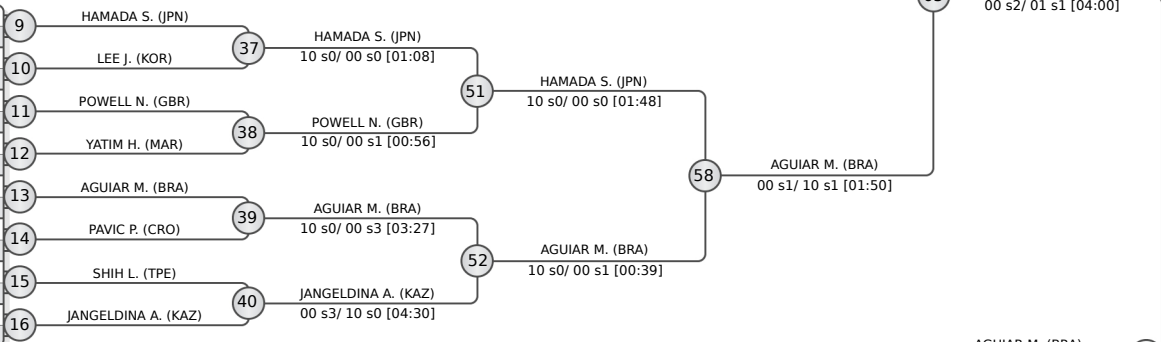 00 s2/ 01 s1 [04:00]
9
HAMADA S. (JPN)
37
HAMADA S. (JPN)
10 s0/ 00 s0 [01:08]
10
LEE J. (KOR)
51
HAMADA S. (JPN)
10 s0/ 00 s0 [01:48]
11
POWELL N. (GBR)
38
POWELL N. (GBR)
10 s0/ 00 s1 [00:56]
12
YATIM H. (MAR)
58
AGUIAR M. (BRA)
00 s1/ 10 s1 [01:50]
13
AGUIAR M. (BRA)
39
AGUIAR M. (BRA)
10 s0/ 00 s3 [03:27]
14
PAVIC P. (CRO)
52
AGUIAR M. (BRA)
10 s0/ 00 s1 [00:39]
15
SHIH L. (TPE)
40
JANGELDINA A. (KAZ)
00 s3/ 10 s0 [04:30]
16
JANGELDINA A. (KAZ)
AGUIAR M. (BRA)